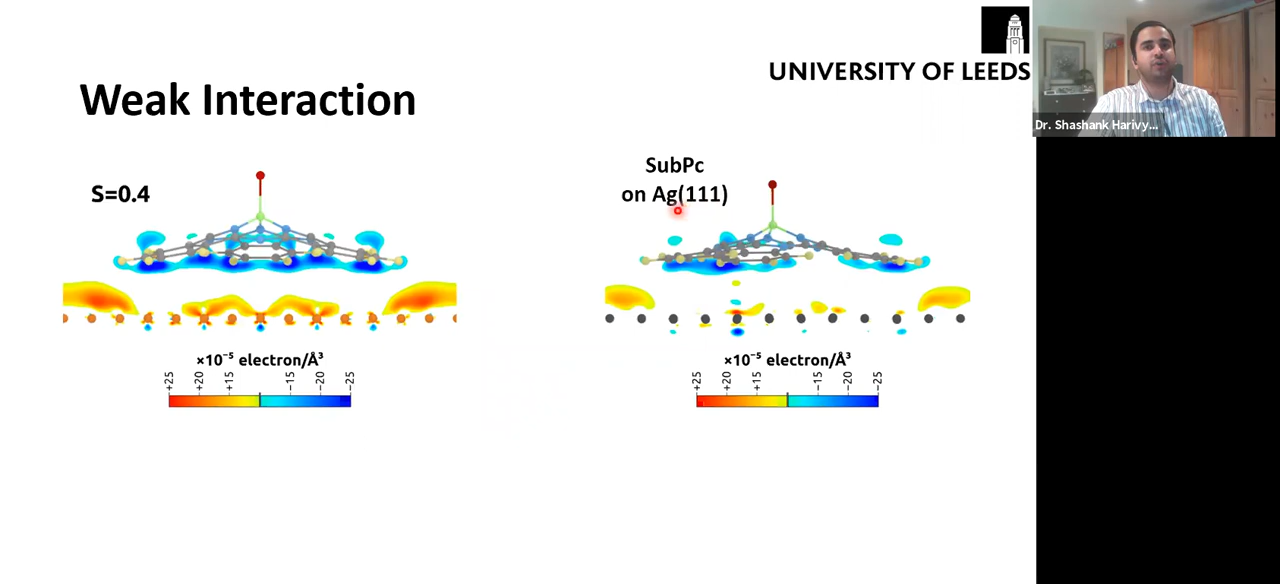 UNIVERSITY OF LEEDS
Dr. Shashank Harivy...
Weak Interaction
S=0.4
×10⁻⁵ electron/Å³
+25 +20 +15 −15 −20 −25
SubPc
on Ag(111)
×10⁻⁵ electron/Å³
+25 +20 +15 −15 −20 −25